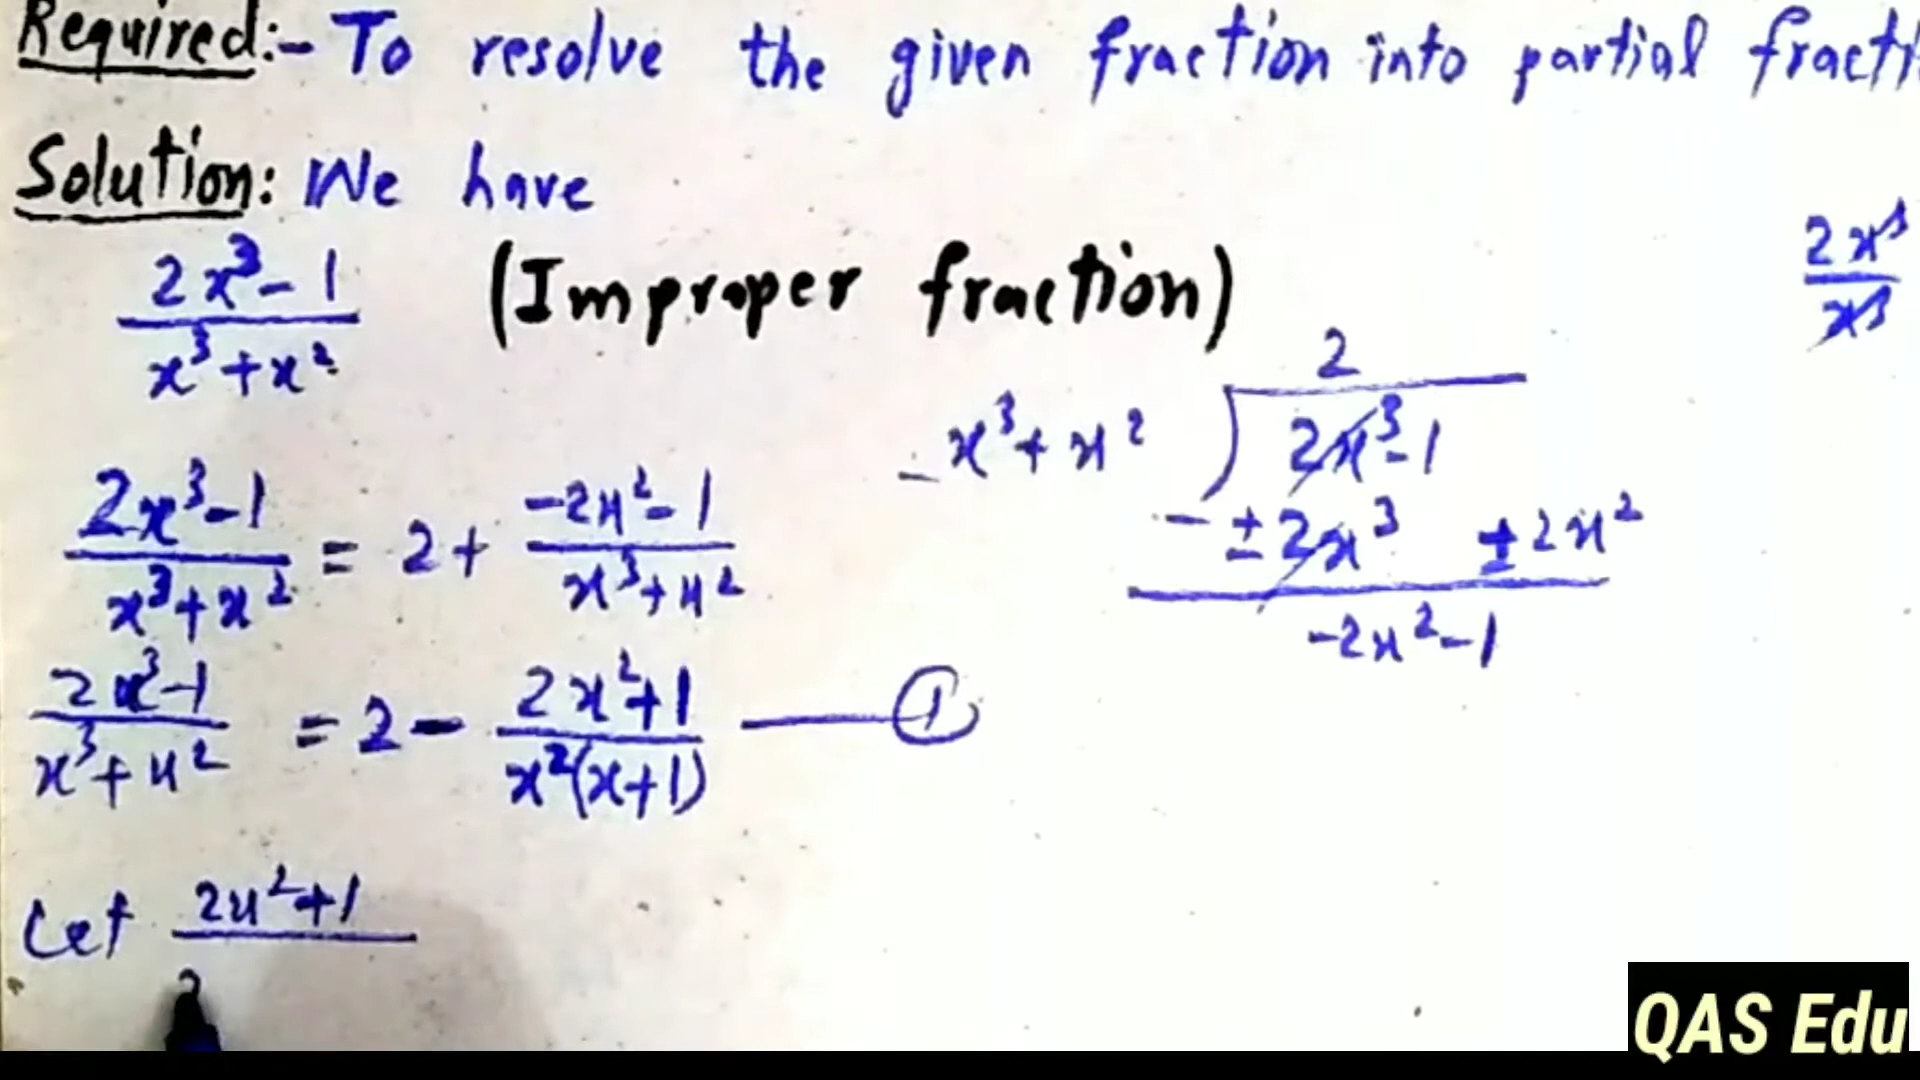 Required:- To resolve the given fraction into partial fracti
Solution: We have
2x³-1 / x³+x² (Improper fraction)
2x³ / x³
2
x³+x² ) 2x³-1
- ±2x³ ±2x²
-2x²-1
2x³-1 / x³+x² = 2+ -2x²-1 / x³+x²
2x³-1 / x³+x² = 2- 2x²+1 / x²(x+1) — ①
Let 2x²+1
QAS Edu